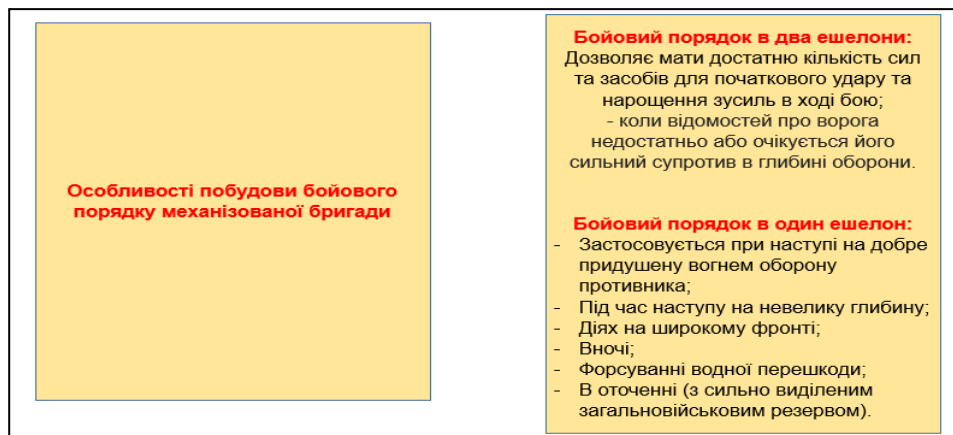 Особливості побудови бойового
порядку механізованої бригади
Бойовий порядок в два ешелони:
Дозволяє мати достатню кількість сил
та засобів для початкового удару та
нарощення зусиль в ході бою;
- коли відомостей про ворога
недостатньо або очікується його
сильний супротив в глибині оборони.
Бойовий порядок в один ешелон:
- Застосовується при наступі на добре
придушену вогнем оборону
противника;
- Під час наступу на невелику глибину;
- Діях на широкому фронті;
- Вночі;
- Форсуванні водної перешкоди;
- В оточенні (з сильно виділеним
загальновійськовим резервом).